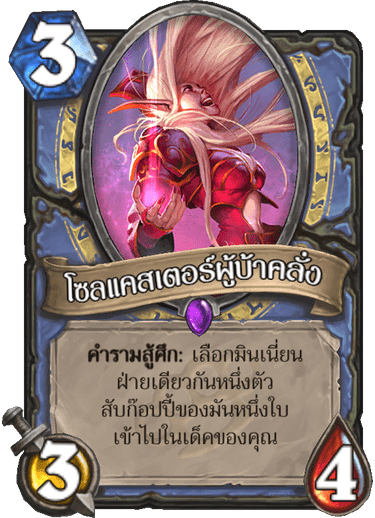 3
โซลแคสเตอร์ผู้บ้าคลั่ง
คำรามสู้ศึก: เลือกมินเนี่ยน
ฝ่ายเดียวกันหนึ่งตัว
สับก๊อปปี้ของมันหนึ่งใบ
เข้าไปในเด็คของคุณ
3
4